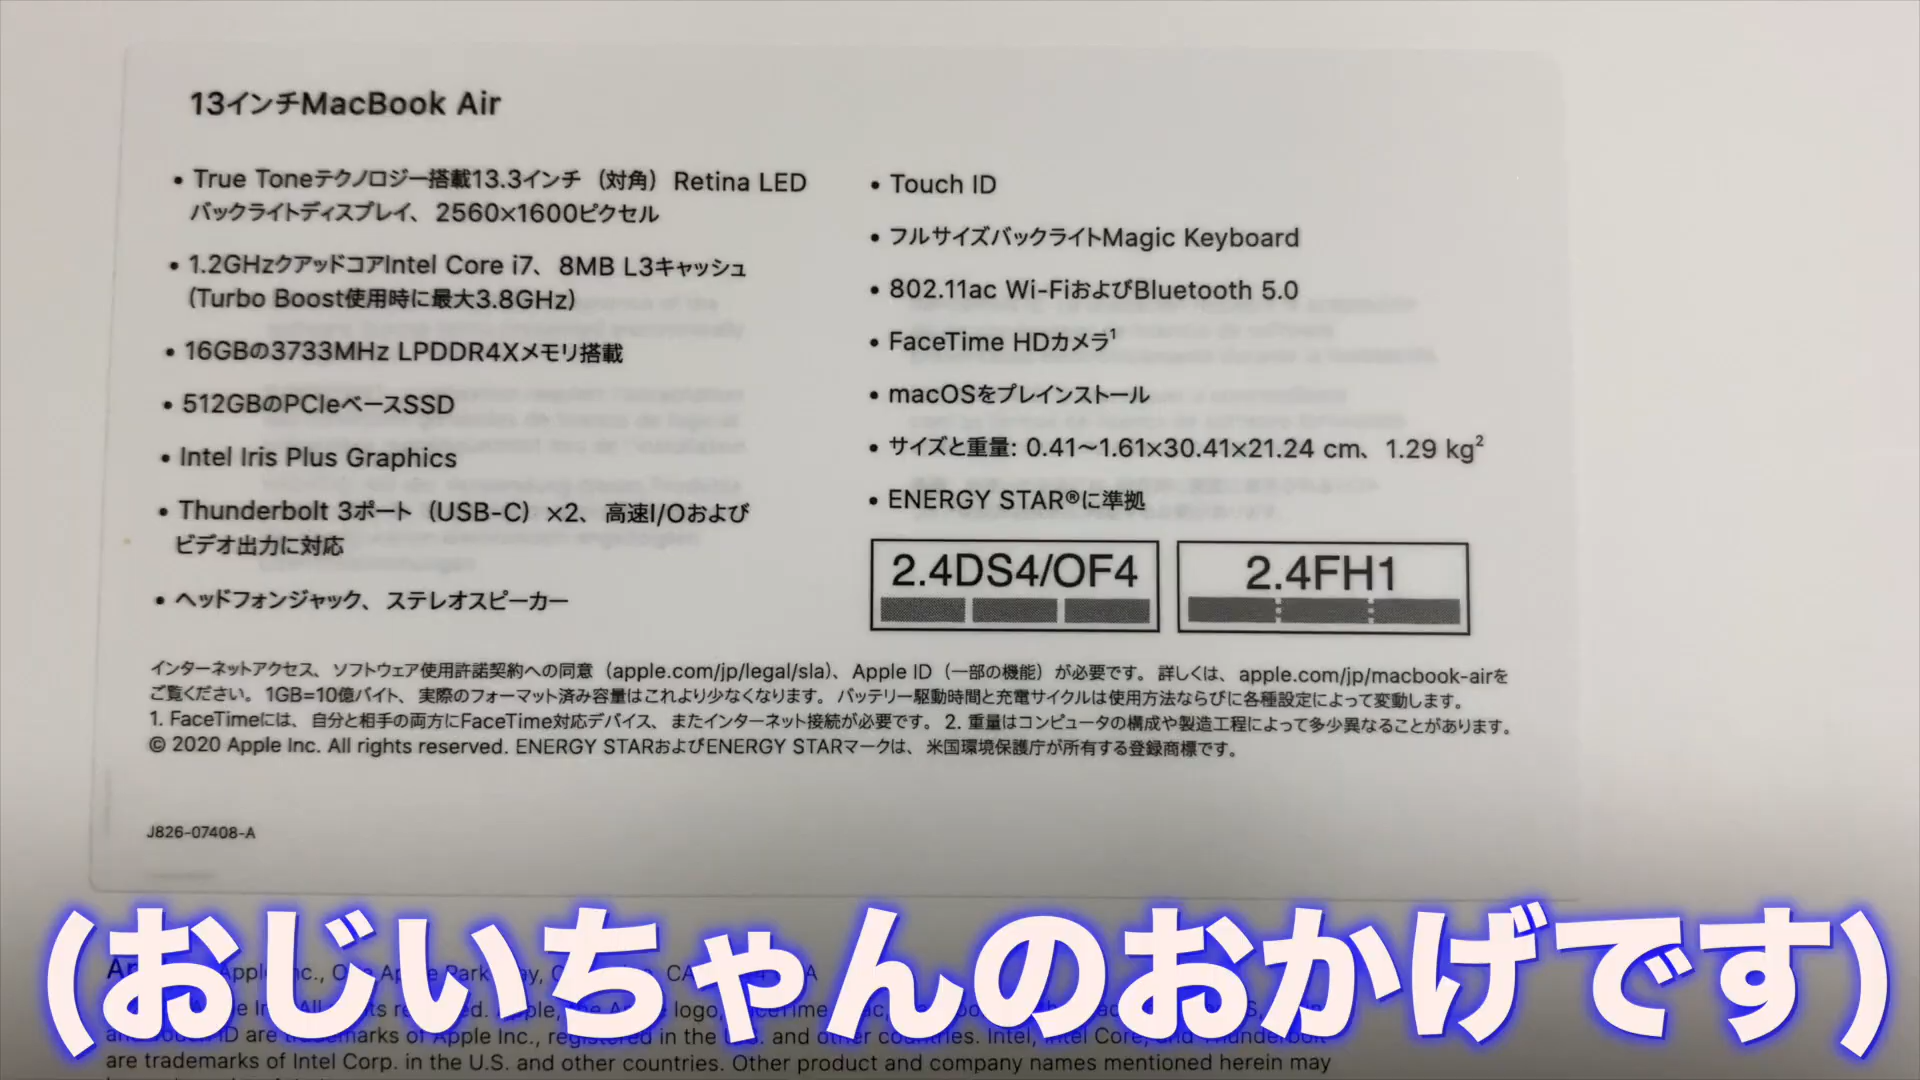 13インチMacBook Air
• True Toneテクノロジー搭載13.3インチ（対角）Retina LED
バックライトディスプレイ、2560×1600ピクセル
• 1.2GHzクアッドコアIntel Core i7、8MB L3キャッシュ
(Turbo Boost使用時に最大3.8GHz)
• 16GBの3733MHz LPDDR4Xメモリ搭載
• 512GBのPCIeベースSSD
• Intel Iris Plus Graphics
• Thunderbolt 3ポート（USB-C）×2、高速I/Oおよび
ビデオ出力に対応
• ヘッドフォンジャック、ステレオスピーカー
• Touch ID
• フルサイズバックライトMagic Keyboard
• 802.11ac Wi-FiおよびBluetooth 5.0
• FaceTime HDカメラ¹
• macOSをプレインストール
• サイズと重量: 0.41〜1.61×30.41×21.24 cm、1.29 kg²
• ENERGY STAR®に準拠
2.4DS4/OF4
2.4FH1
インターネットアクセス、ソフトウェア使用許諾契約への同意（apple.com/jp/legal/sla）、Apple ID（一部の機能）が必要です。詳しくは、apple.com/jp/macbook-airを
ご覧ください。1GB=10億バイト、実際のフォーマット済み容量はこれより少なくなります。バッテリー駆動時間と充電サイクルは使用方法ならびに各種設定によって変動します。
1. FaceTimeには、自分と相手の両方にFaceTime対応デバイス、またインターネット接続が必要です。2. 重量はコンピュータの構成や製造工程によって多少異なることがあります。
© 2020 Apple Inc. All rights reserved. ENERGY STARおよびENERGY STARマークは、米国環境保護庁が所有する登録商標です。
J826-07408-A
(おじいちゃんのおかげです)
are trademarks of Apple Inc., registered in the U.S. and other countries. Intel, Intel Core, and Thunderbolt
are trademarks of Intel Corp. in the U.S. and other countries. Other product and company names mentioned herein may